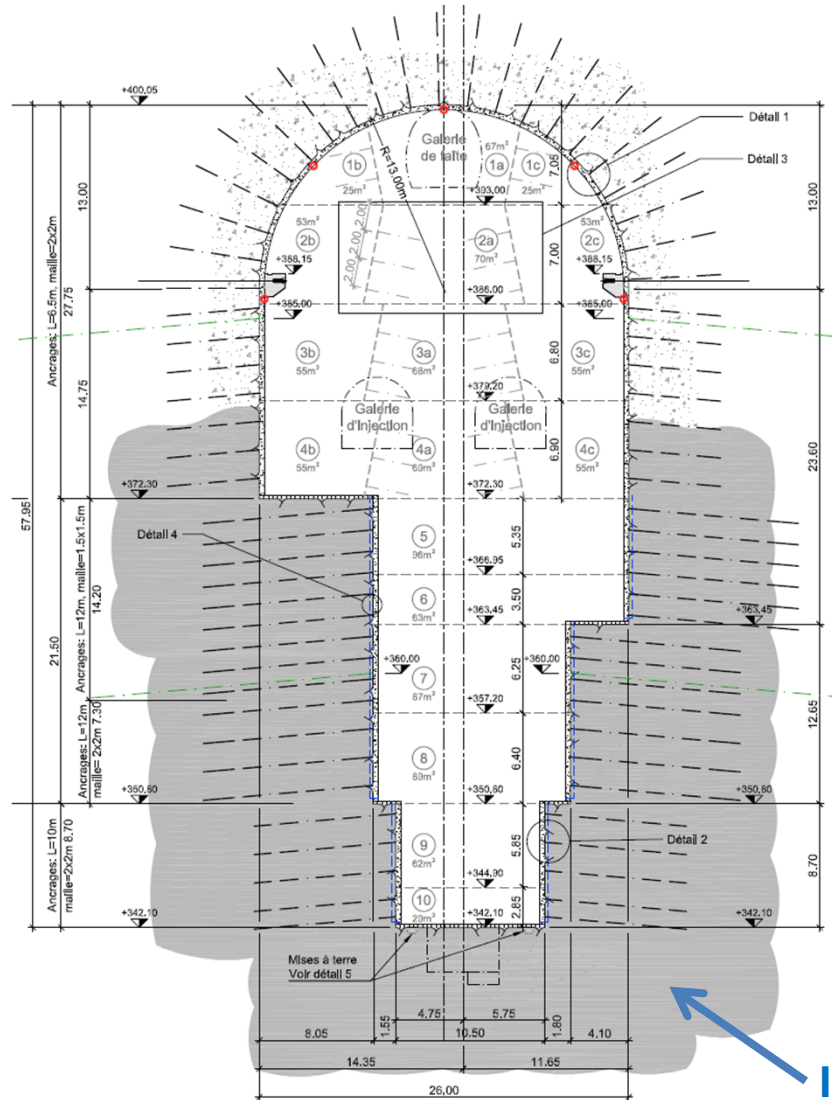 +400.05
Détail 1
Galerie
de faîte
67m²
1b
1a
1c
7.05
Détail 3
25m²
25m²
R=13.00m
13.00
13.00
+393.00
53m²
53m²
2b
2.00 2.00 2.00
2a
70m²
2c
7.00
+388.15
+388.15
+386.00
+385.00
+385.00
Ancrages: L=6.5m, maille=2x2m
27.75
3b
55m²
3a
68m²
3c
55m²
6.80
14.75
+379.20
Galerie
d'Injection
Galerie
d'Injection
4b
55m²
4a
69m²
4c
55m²
6.90
23.60
+372.30
+372.30
57.95
Détail 4
5
96m²
5.35
+366.95
Ancrages: L=12m, maille=1.5x1.5m
14.20
6
63m²
3.50
+363.45
+363.45
21.50
+360.00
+360.00
7
67m²
6.25
+357.20
12.65
Ancrages: L=12m
maille= 2x2m 7.30
8
69m²
6.40
+350.60
+350.60
+350.60
9
62m²
5.85
Détail 2
Ancrages: L=10m
maille=2x2m 8.70
8.70
+344.90
10
29m²
2.85
+342.10
+342.10
+342.10
Mises à terre
Voir détail 5
4.75
5.75
8.05
1.55
10.50
1.80
4.10
14.35
11.65
26.00